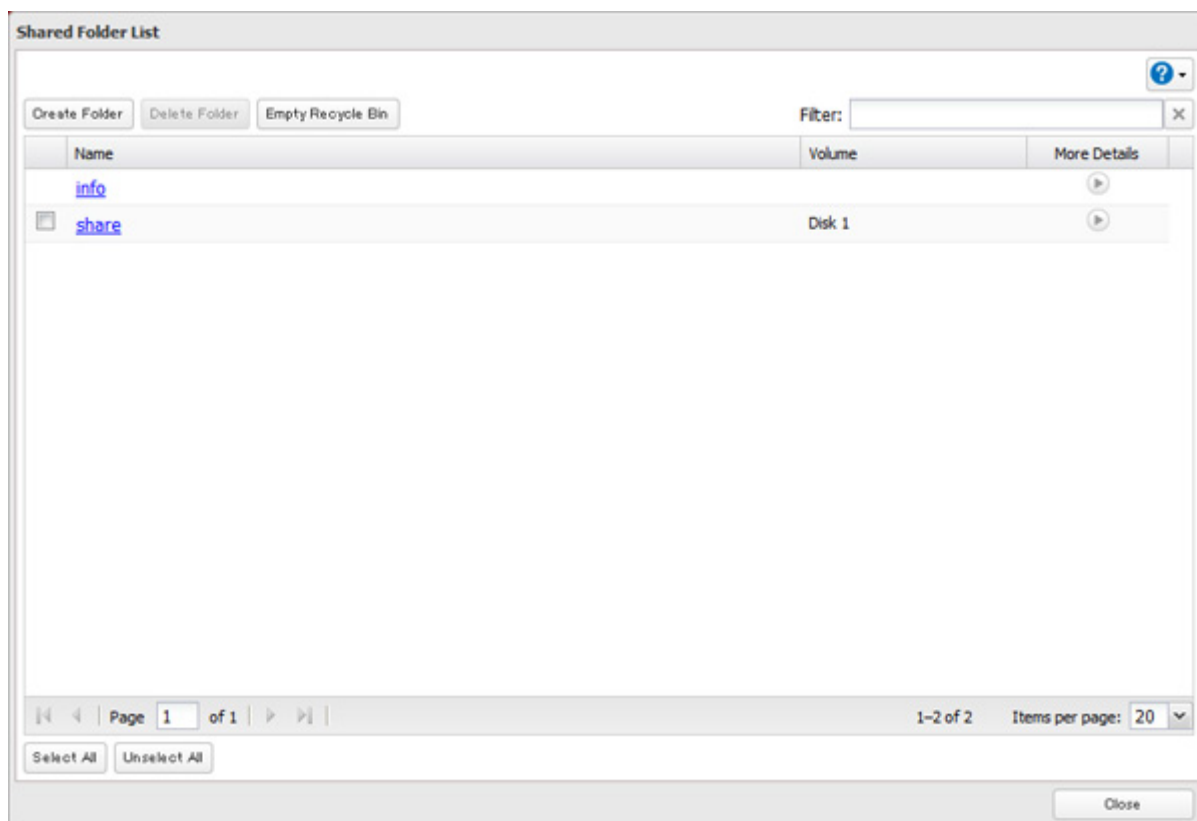 Shared Folder List
?
Create Folder Delete Folder Empty Recycle Bin Filter:
Name Volume More Details
info
share Disk 1
Page 1 of 1 1-2 of 2 Items per page: 20
Select All Unselect All
Close